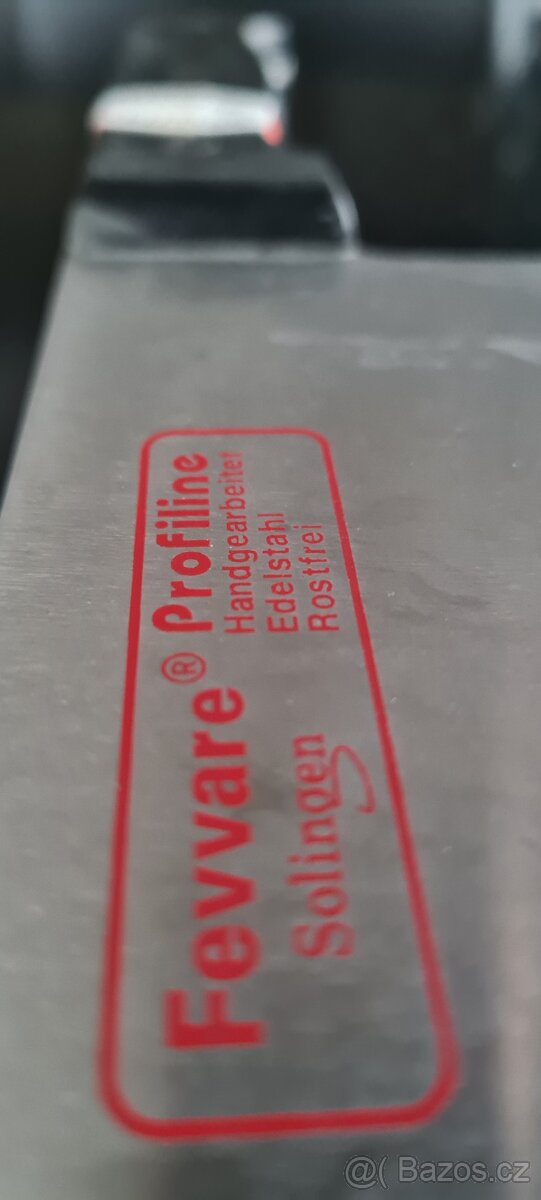 Fevvare® Profiline
Handgearbeitet
Edelstahl
Solingen Rostfrei
@( Bazos.cz